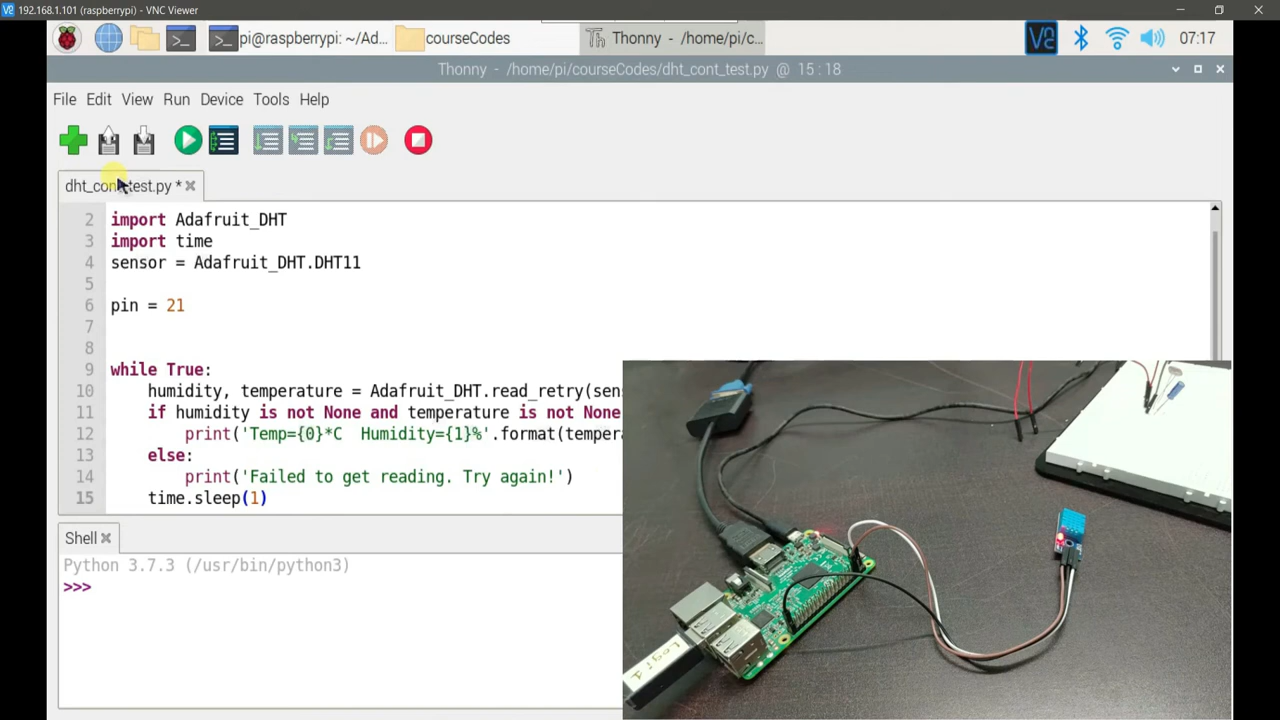 192.168.1.101 (raspberrypi) - VNC Viewer
pi@raspberrypi: ~/Ad...
courseCodes
Thonny - /home/pi/c...
07:17
Thonny - /home/pi/courseCodes/dht_cont_test.py @ 15 : 18
File Edit View Run Device Tools Help
dht_cont_test.py *
2 import Adafruit_DHT
3 import time
4 sensor = Adafruit_DHT.DHT11
5
6 pin = 21
7
8
9 while True:
10 humidity, temperature = Adafruit_DHT.read_retry(sens
11 if humidity is not None and temperature is not None
12 print('Temp={0}*C Humidity={1}%'.format(tempera
13 else:
14 print('Failed to get reading. Try again!')
15 time.sleep(1)
Shell
Python 3.7.3 (/usr/bin/python3)
>>>